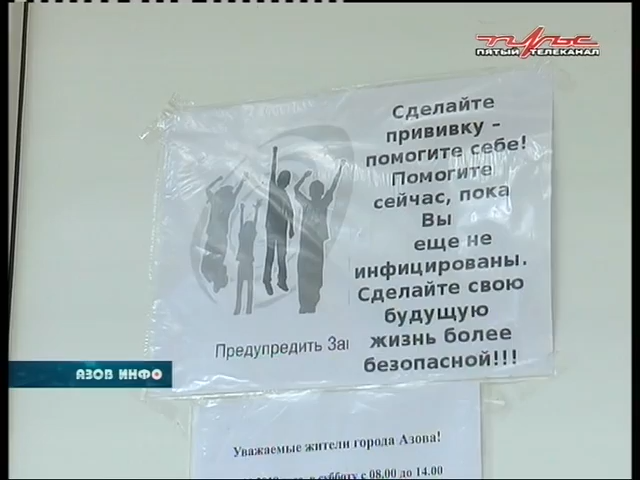 ПУЛЬС
ПЯТЫЙ ТЕЛЕКАНАЛ
Сделайте
прививку –
помогите себе!
Помогите
сейчас, пока
Вы
еще не
инфицированы.
Сделайте свою
будущую
жизнь более
безопасной!!!
Предупредить За
АЗОВ ИНФО
Уважаемые жители города Азова!
в субботу с 08.00 до 14.00